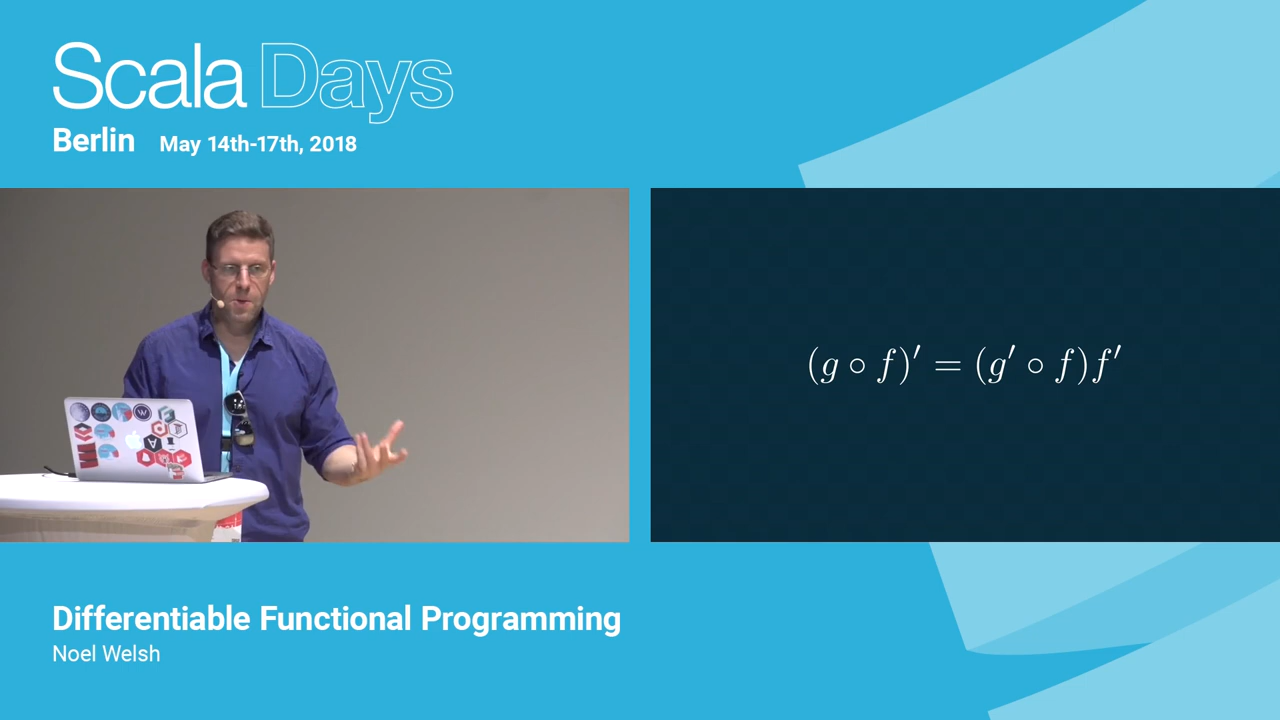 Scala Days
Berlin May 14th-17th, 2018
(g ∘ f)′ = (g′ ∘ f)f′
Differentiable Functional Programming
Noel Welsh